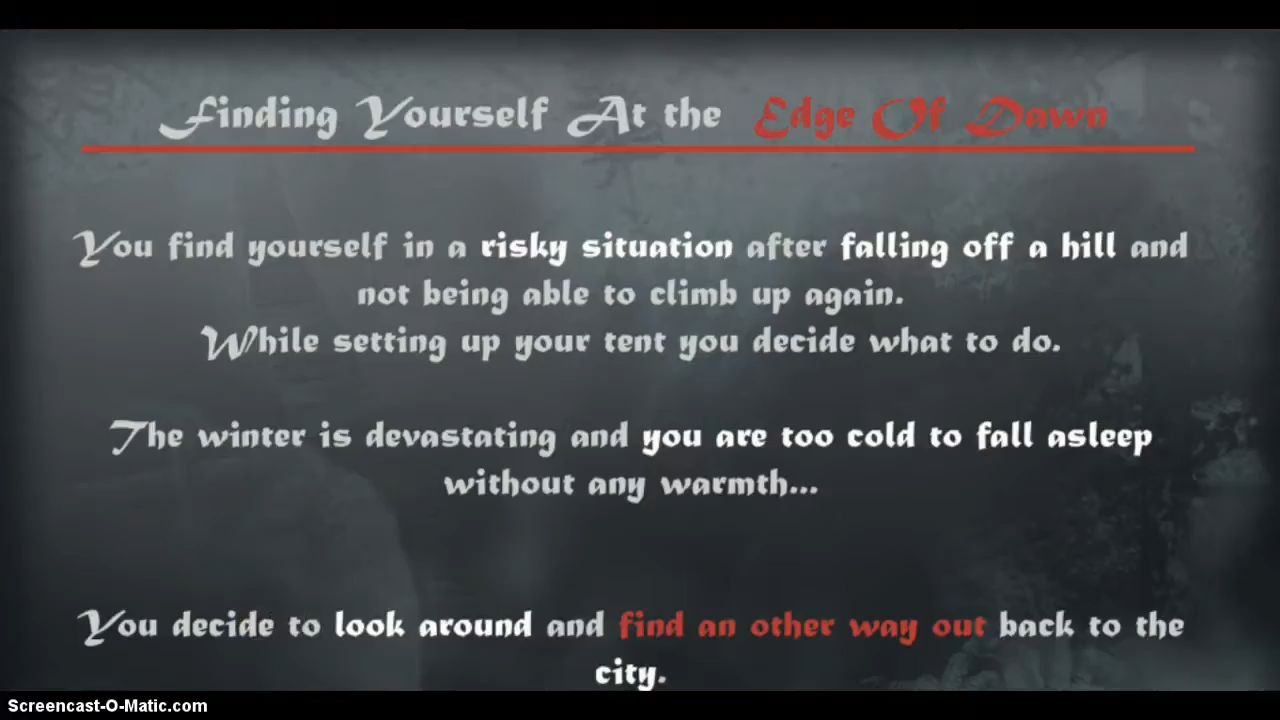 Finding Yourself At the Edge Of Dawn
You find yourself in a risky situation after falling off a hill and
not being able to climb up again.
While setting up your tent you decide what to do.
The winter is devastating and you are too cold to fall asleep
without any warmth...
You decide to look around and find an other way out back to the
city.
Screencast-O-Matic.com